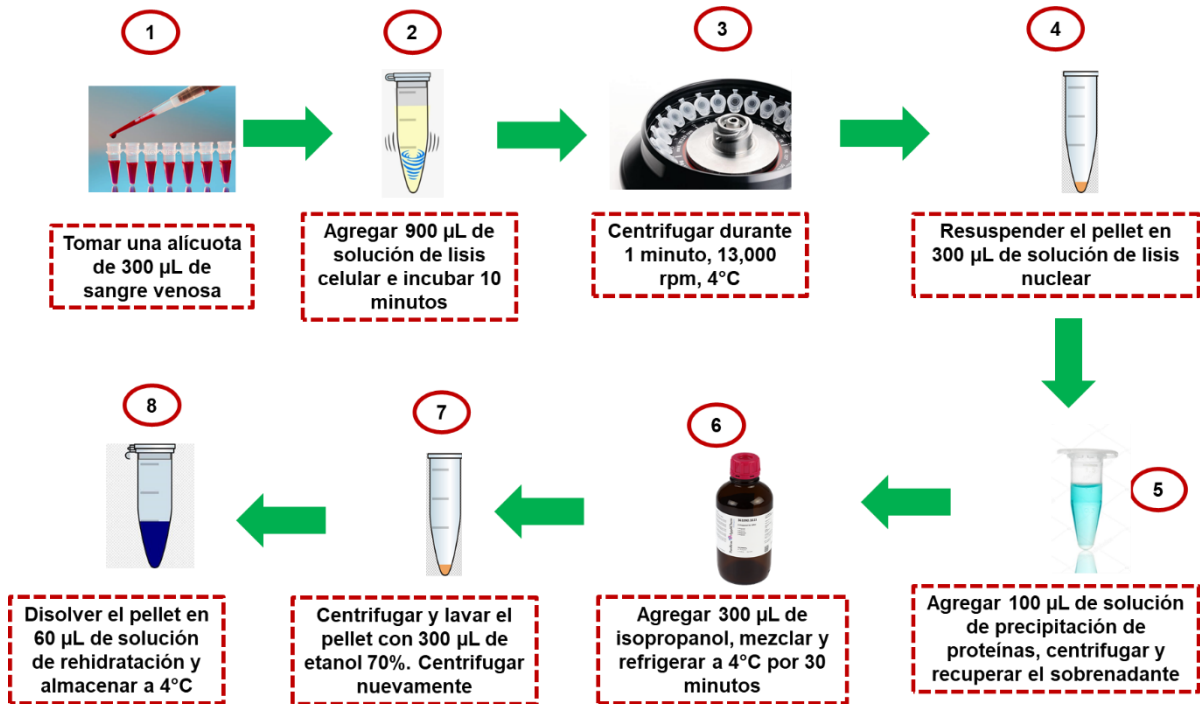 1
Tomar una alícuota
de 300 µL de
sangre venosa
2
Agregar 900 µL de
solución de lisis
celular e incubar 10
minutos
3
Centrifugar durante
1 minuto, 13,000
rpm, 4°C
4
Resuspender el pellet en
300 µL de solución de lisis
nuclear
5
Agregar 100 µL de solución
de precipitación de
proteínas, centrifugar y
recuperar el sobrenadante
6
Agregar 300 µL de
isopropanol, mezclar y
refrigerar a 4°C por 30
minutos
7
Centrifugar y lavar el
pellet con 300 µL de
etanol 70%. Centrifugar
nuevamente
8
Disolver el pellet en
60 µL de solución
de rehidratación y
almacenar a 4°C